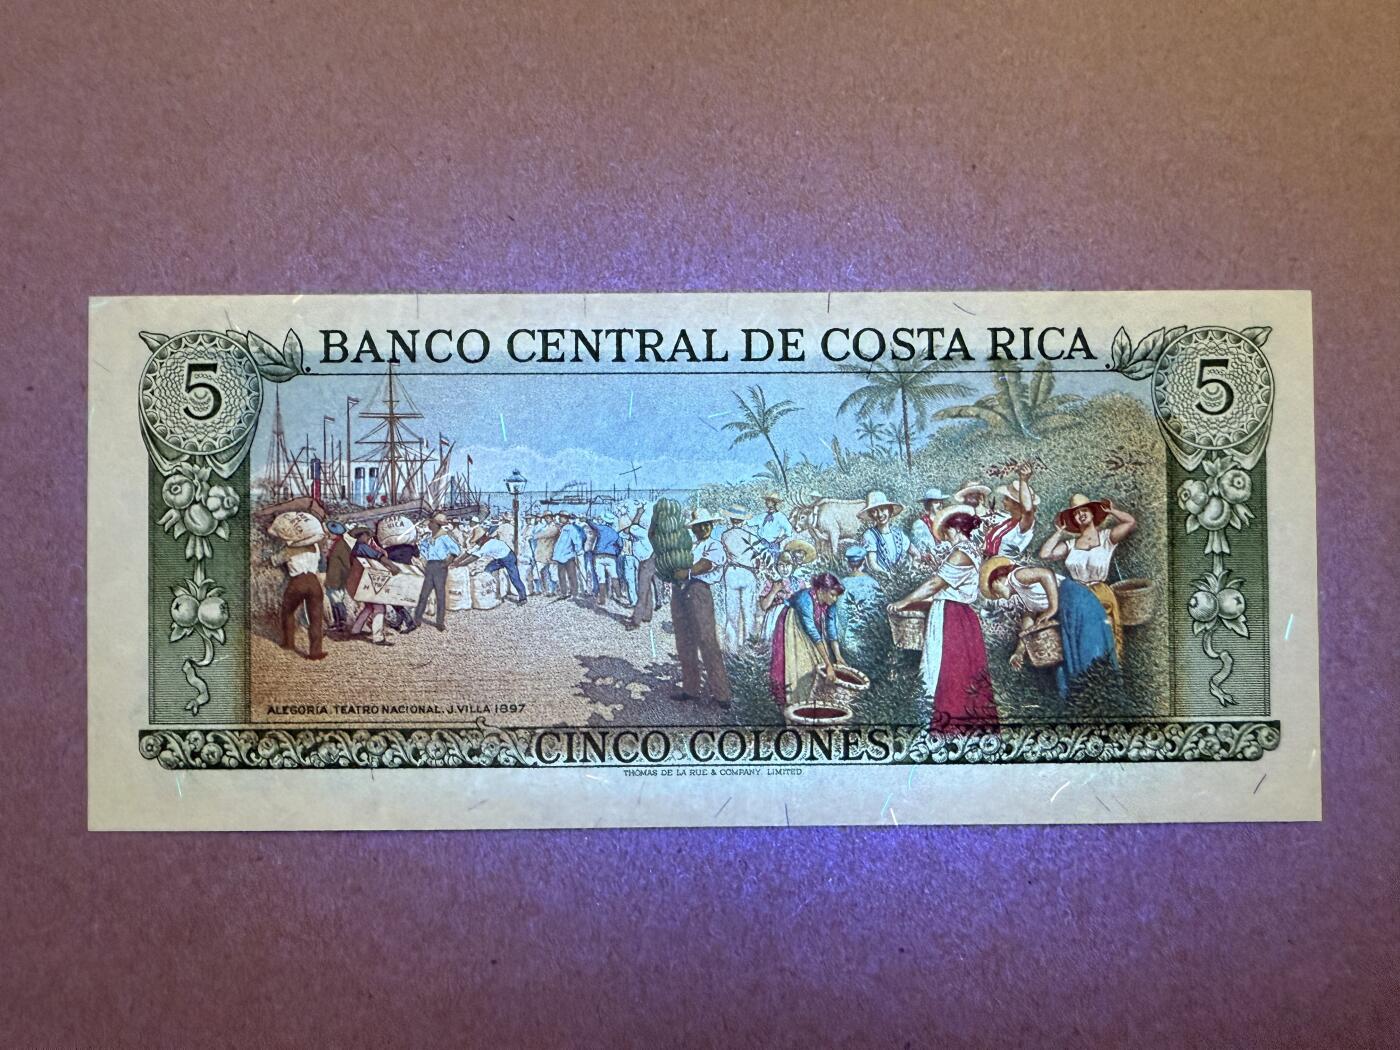 BANCO CENTRAL DE COSTA RICA
5
5
ALEGORIA. TEATRO NACIONAL. J. VILLA 1897
CINCO COLONES
THOMAS DE LA RUE & COMPANY, LIMITED